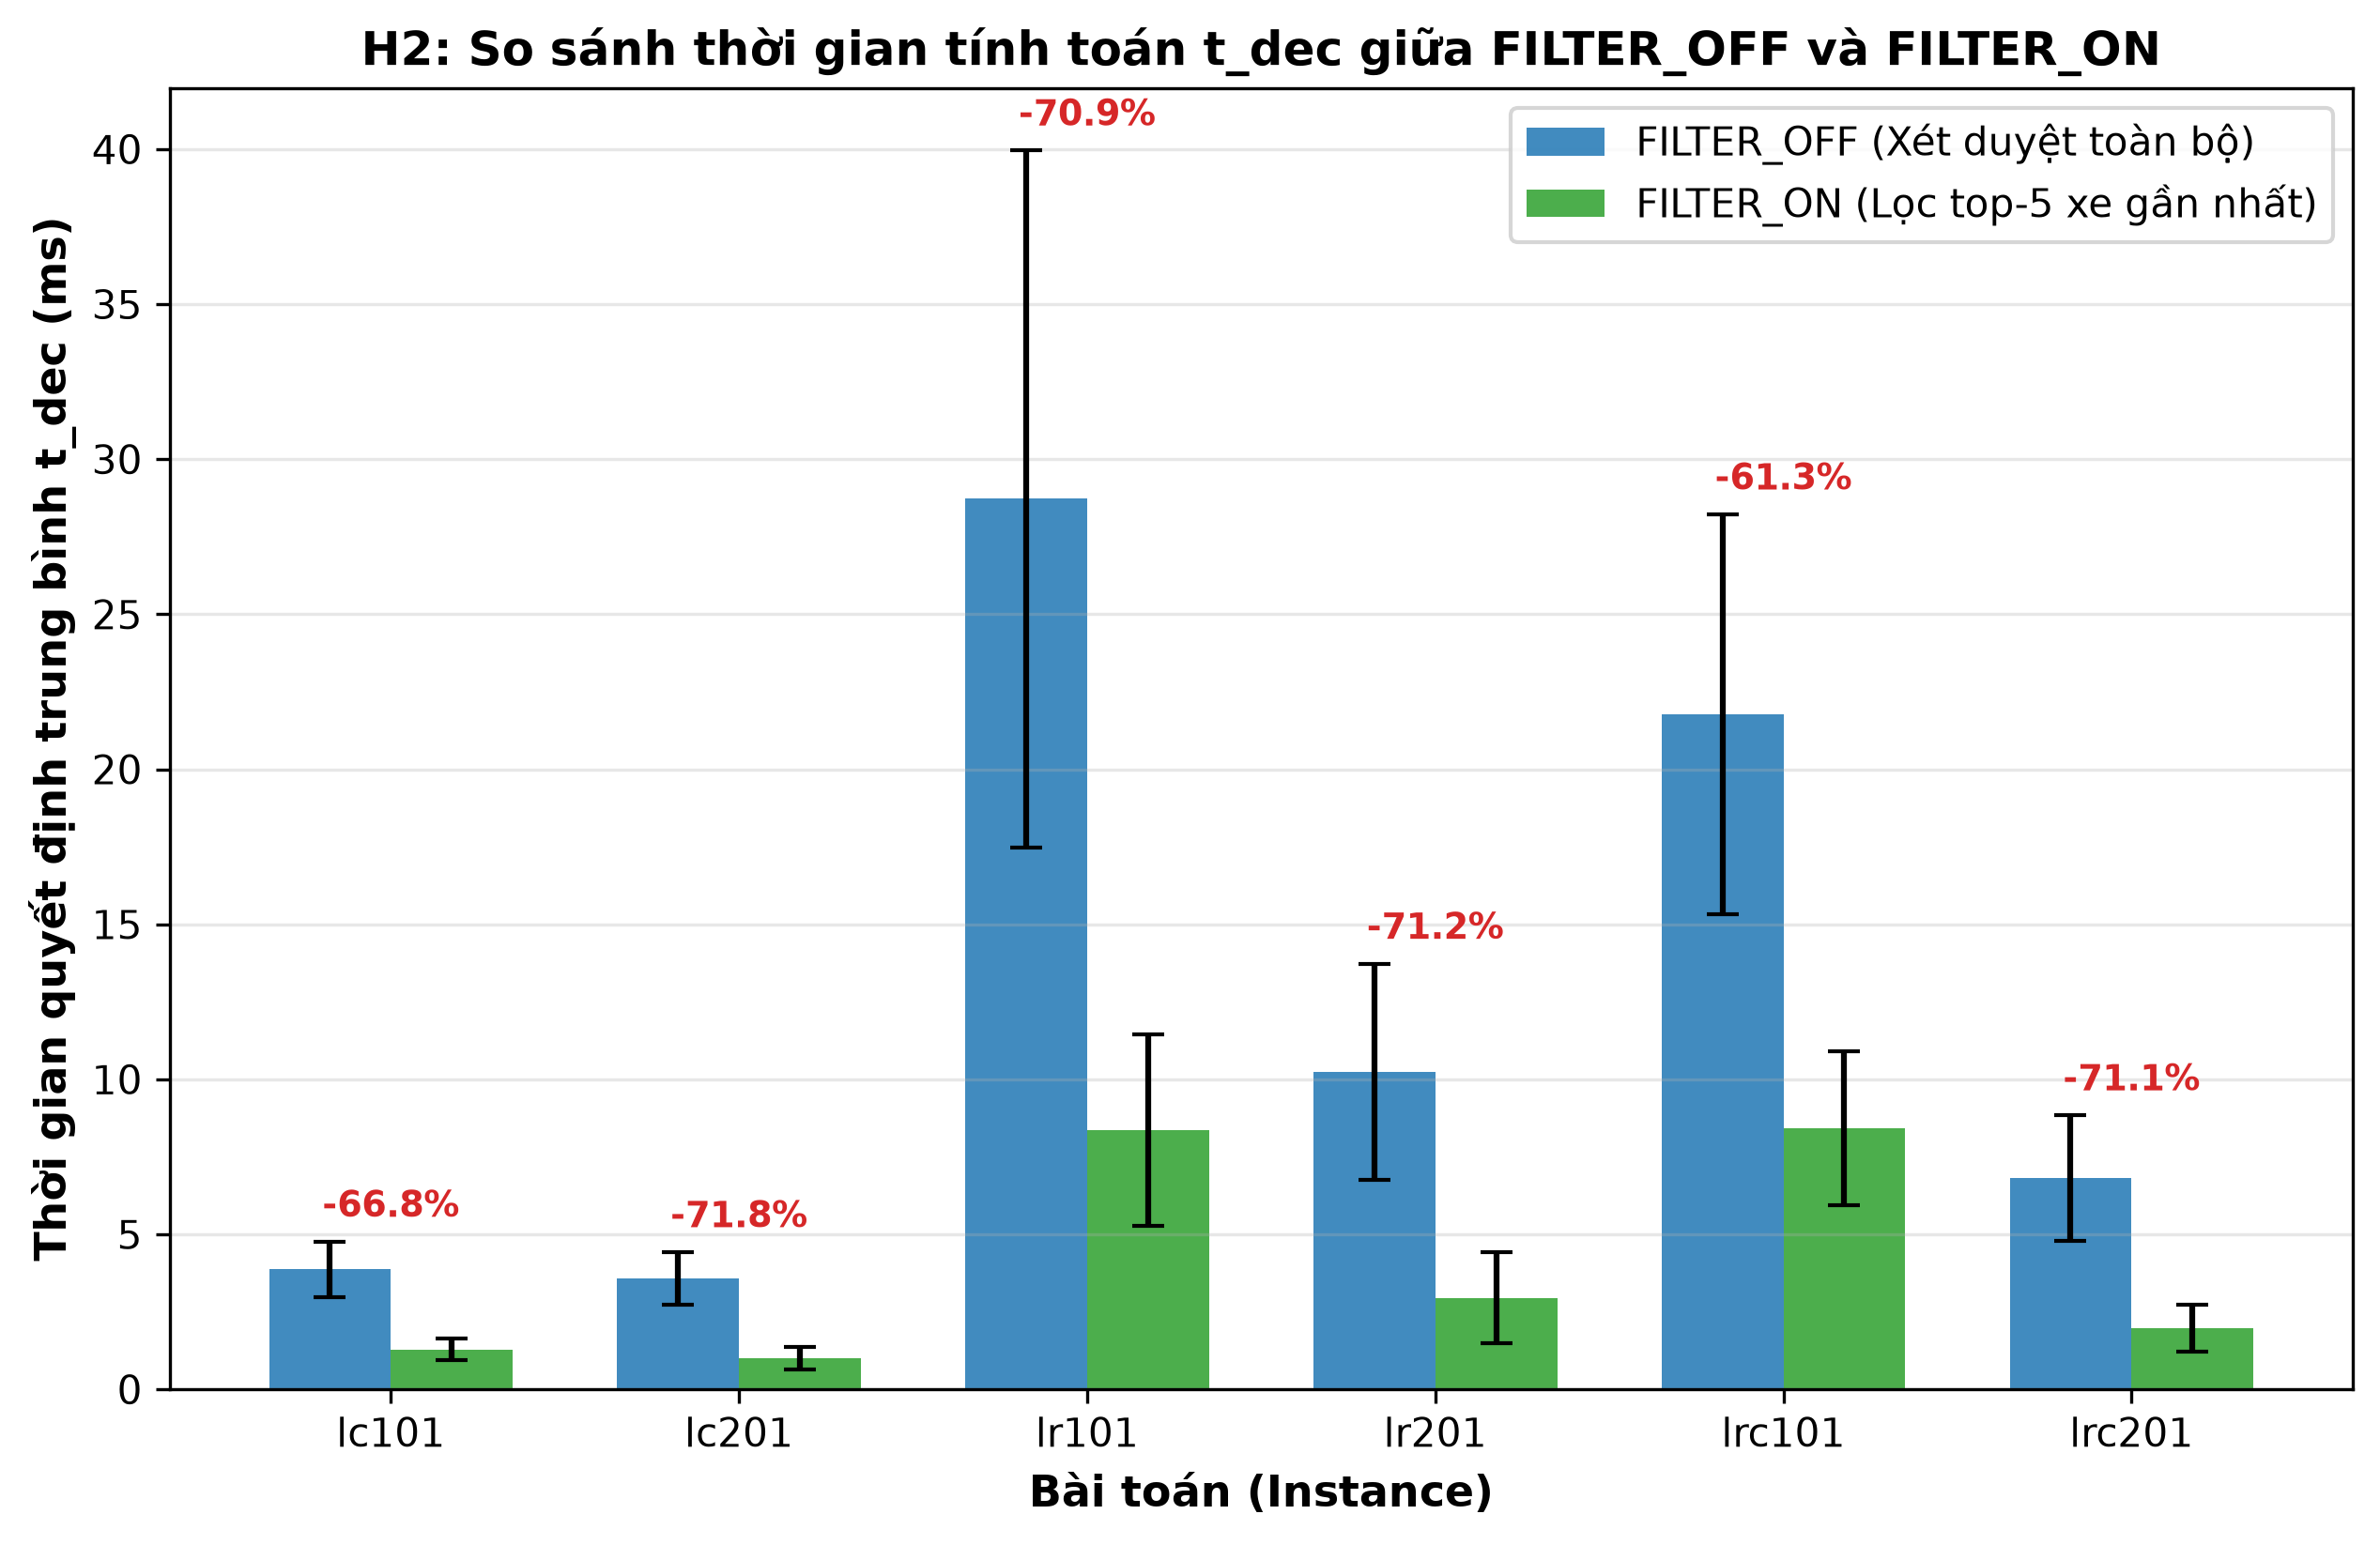 H2: So sánh thời gian tính toán t_dec giữa FILTER_OFF và FILTER_ON
FILTER_OFF (Xét duyệt toàn bộ)
FILTER_ON (Lọc top-5 xe gần nhất)
Thời gian quyết định trung bình t_dec (ms)
40
35
30
25
20
15
10
5
0
-66.8%
-71.8%
-70.9%
-71.2%
-61.3%
-71.1%
lc101
lc201
lr101
lr201
lrc101
lrc201
Bài toán (Instance)